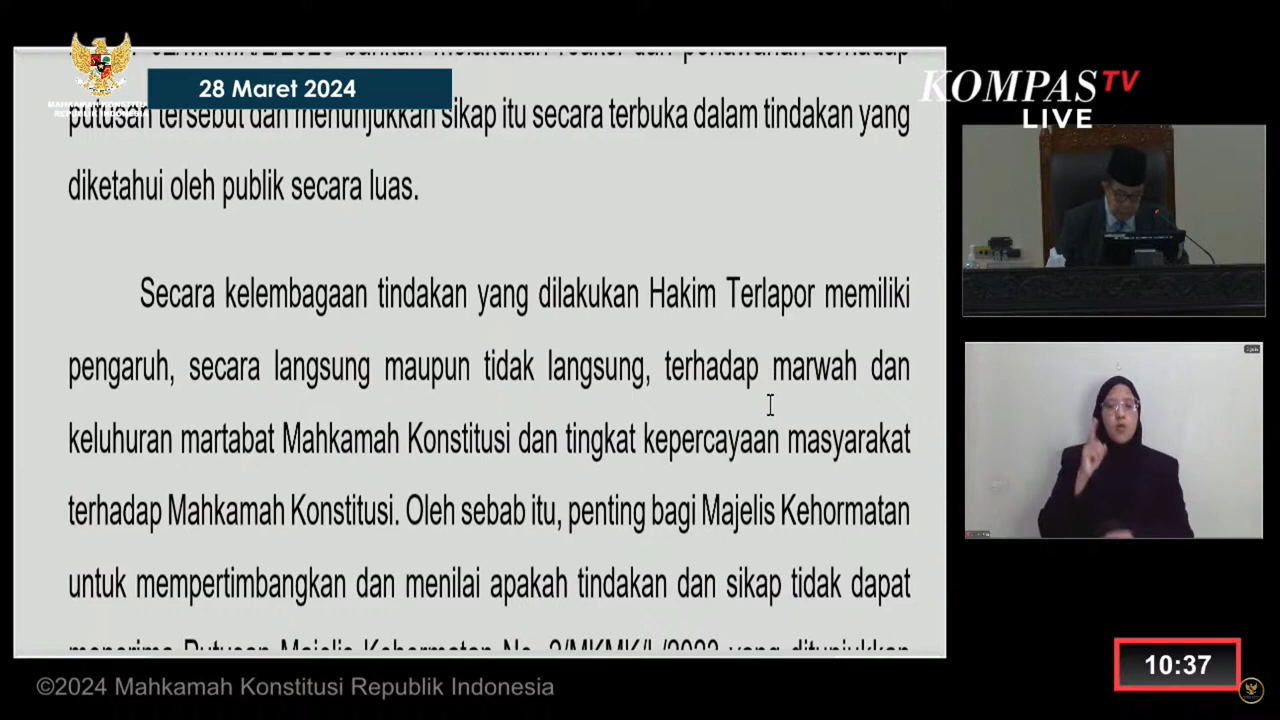 putusan tersebut dan menunjukkan sikap itu secara terbuka dalam tindakan yang
diketahui oleh publik secara luas.
Secara kelembagaan tindakan yang dilakukan Hakim Terlapor memiliki
pengaruh, secara langsung maupun tidak langsung, terhadap marwah dan
keluhuran martabat Mahkamah Konstitusi dan tingkat kepercayaan masyarakat
terhadap Mahkamah Konstitusi. Oleh sebab itu, penting bagi Majelis Kehormatan
untuk mempertimbangkan dan menilai apakah tindakan dan sikap tidak dapat
28 Maret 2024
KOMPAS TV
LIVE
10:37
©2024 Mahkamah Konstitusi Republik Indonesia